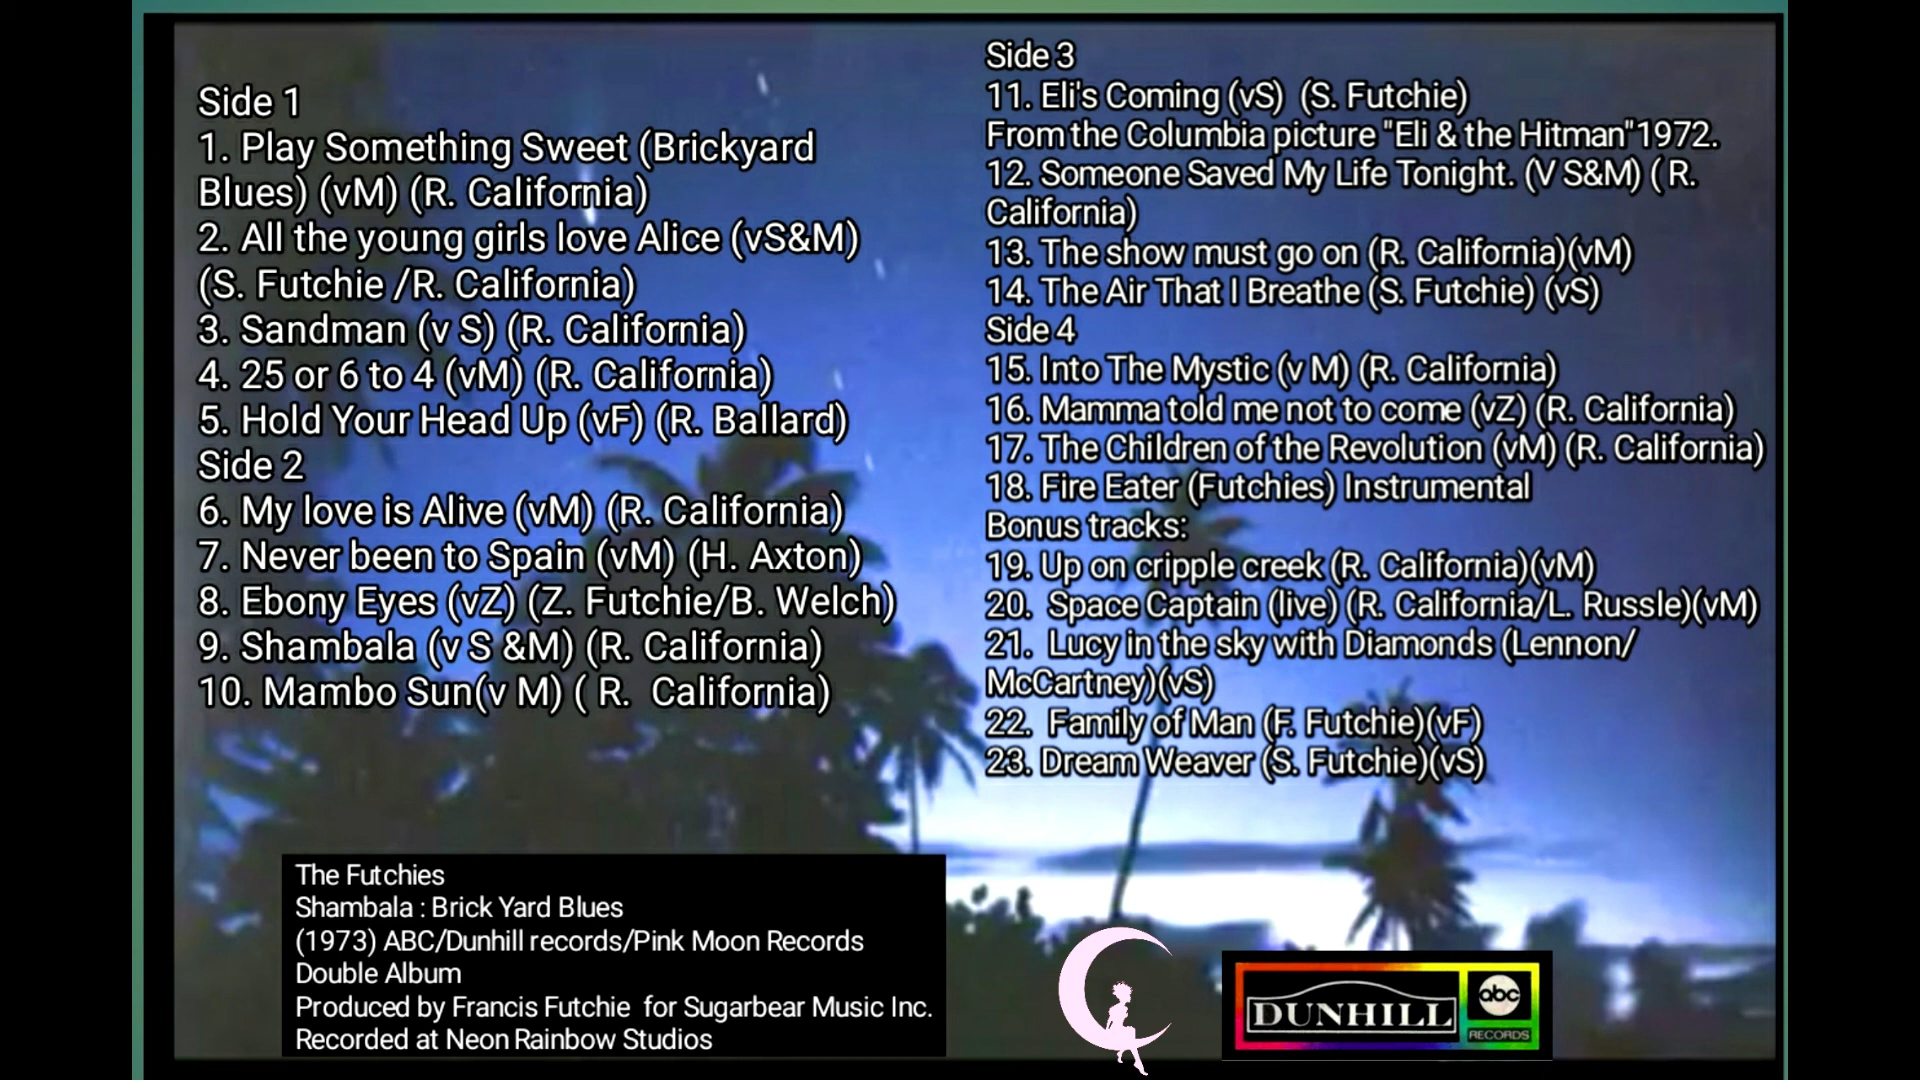 Side 1
1. Play Something Sweet (Brickyard
Blues) (vM) (R. California)
2. All the young girls love Alice (vS&M)
(S. Futchie /R. California)
3. Sandman (v S) (R. California)
4. 25 or 6 to 4 (vM) (R. California)
5. Hold Your Head Up (vF) (R. Ballard)
Side 2
6. My love is Alive (vM) (R. California)
7. Never been to Spain (vM) (H. Axton)
8. Ebony Eyes (vZ) (Z. Futchie/B. Welch)
9. Shambala (v S &M) (R. California)
10. Mambo Sun(v M) ( R.  California)
Side 3
11. Eli's Coming (vS)  (S. Futchie)
From the Columbia picture "Eli & the Hitman"1972.
12. Someone Saved My Life Tonight. (V S&M) ( R.
California)
13. The show must go on (R. California)(vM)
14. The Air That I Breathe (S. Futchie) (vS)
Side 4
15. Into The Mystic (v M) (R. California)
16. Mamma told me not to come (vZ) (R. California)
17. The Children of the Revolution (vM) (R. California)
18. Fire Eater (Futchies) Instrumental
Bonus tracks:
19. Up on cripple creek (R. California)(vM)
20.  Space Captain (live) (R. California/L. Russle)(vM)
21.  Lucy in the sky with Diamonds (Lennon/
McCartney)(vS)
22.  Family of Man (F. Futchie)(vF)
23. Dream Weaver (S. Futchie)(vS)
The Futchies
Shambala : Brick Yard Blues
(1973) ABC/Dunhill records/Pink Moon Records
Double Album
Produced by Francis Futchie  for Sugarbear Music Inc.
Recorded at Neon Rainbow Studios
DUNHILL
abc
RECORDS